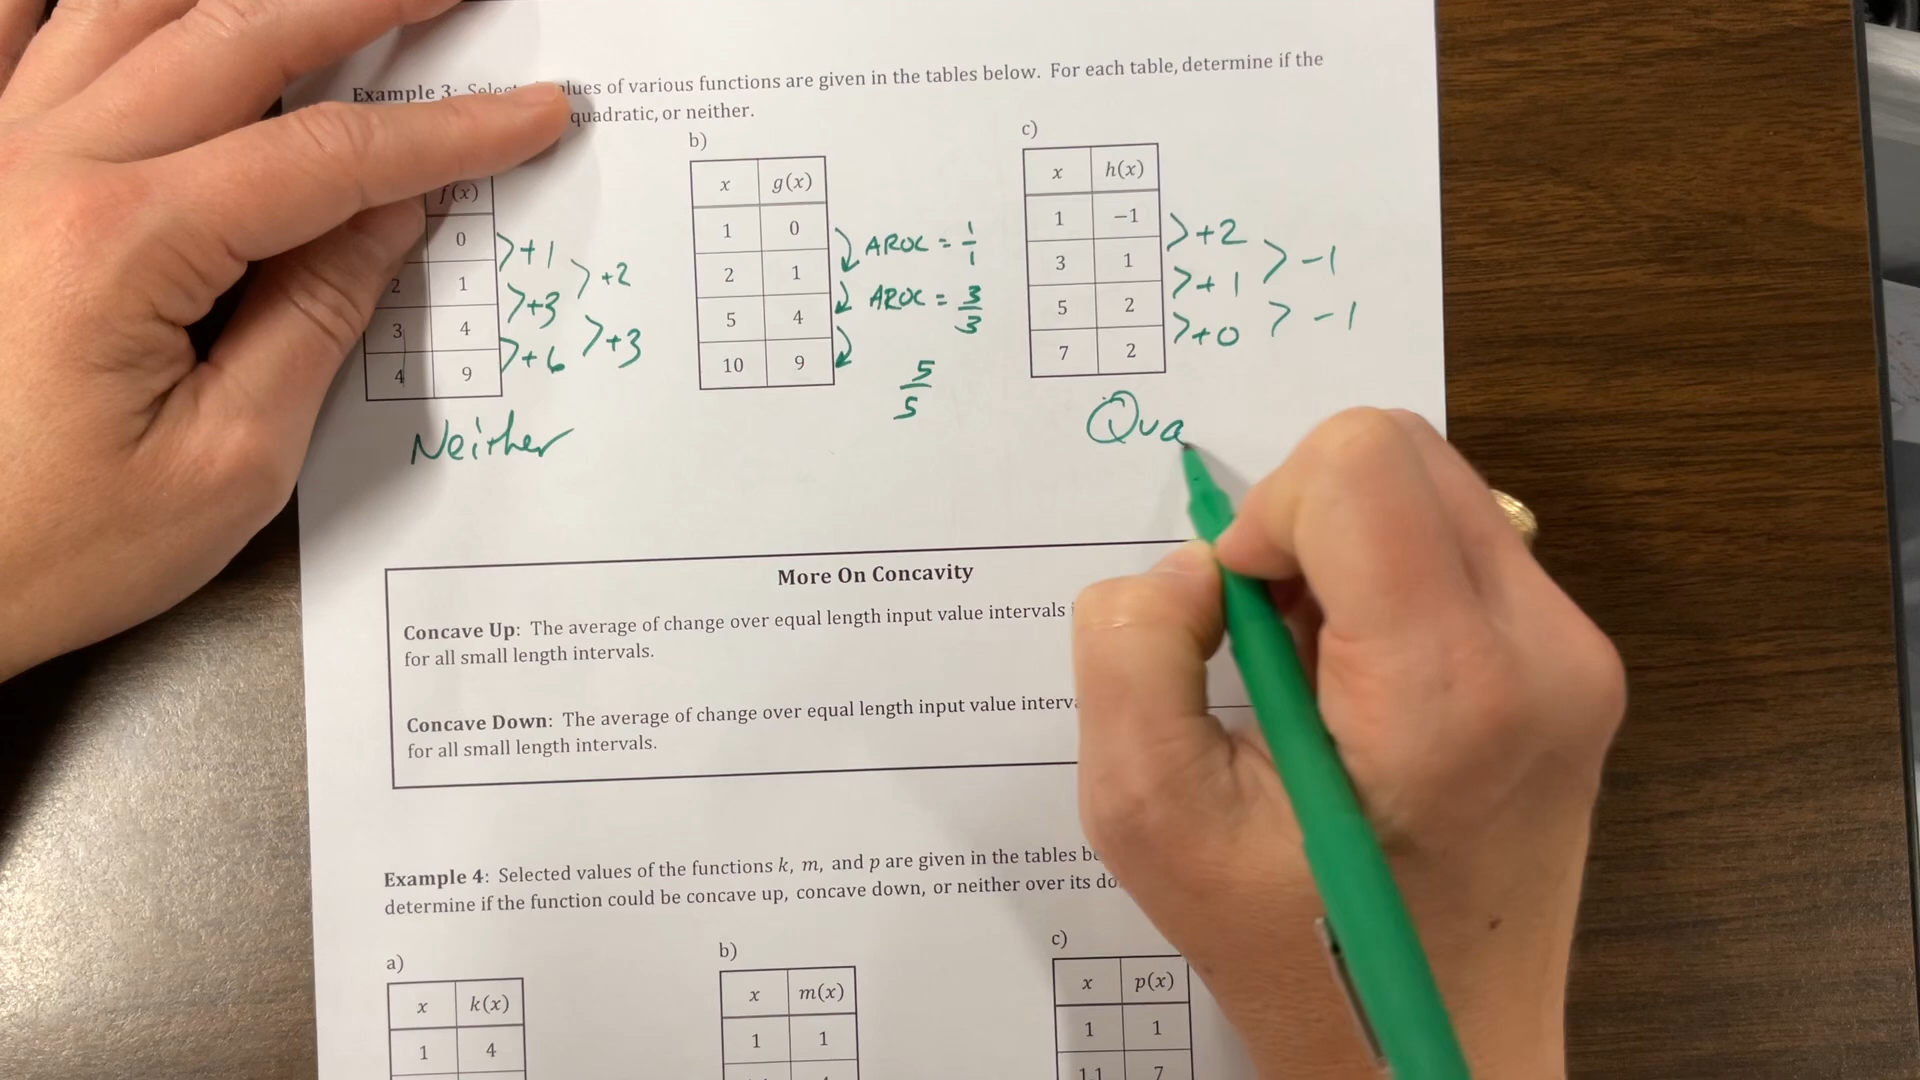 Example 3: values of various functions are given in the tables below. For each table, determine if the
quadratic, or neither.
b)
c)
f(x)
0
2 1
3 4
4 9
>+1
>+3
>+6
>+2
>+3
Neither
x g(x)
1 0
2 1
5 4
10 9
AROC = 1/1
AROC = 3/3
5/5
x h(x)
1 −1
3 1
5 2
7 2
>+2
>+1
>+0
>-1
>-1
Qua
More On Concavity
Concave Up: The average of change over equal length input value intervals
for all small length intervals.
Concave Down: The average of change over equal length input value
for all small length intervals.
Example 4: Selected values of the functions k, m, and p are given in the tables
determine if the function could be concave up, concave down, or neither over its
a)
b)
c)
x k(x)
1 4
x m(x)
1 1
x p(x)
1 1
1.1 7